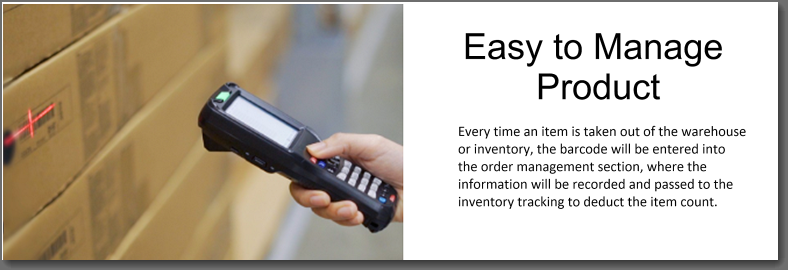 Easy to Manage
Product
Every time an item is taken out of the warehouse
or inventory, the barcode will be entered into
the order management section, where the
information will be recorded and passed to the
inventory tracking to deduct the item count.